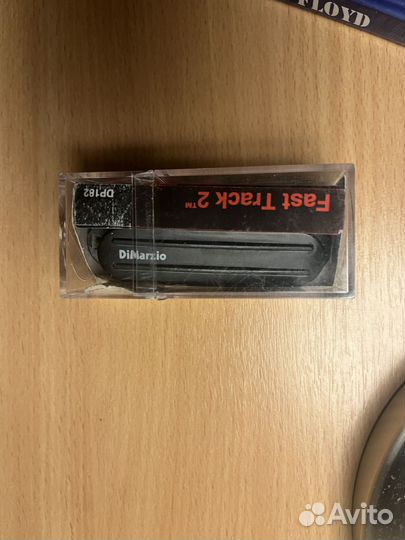 FLOYD
Fast Track 2™
DP182
DiMarzio
Avito